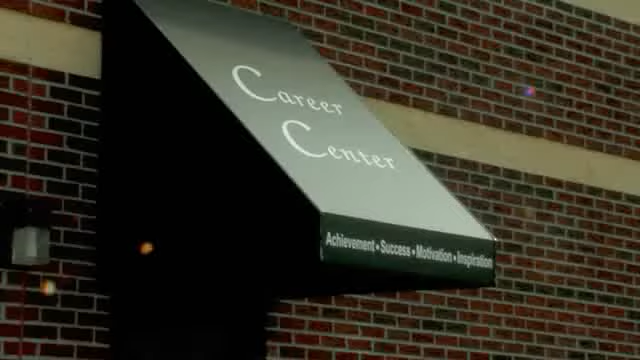 Career
Center
Achievement • Success • Motivation • Inspiration